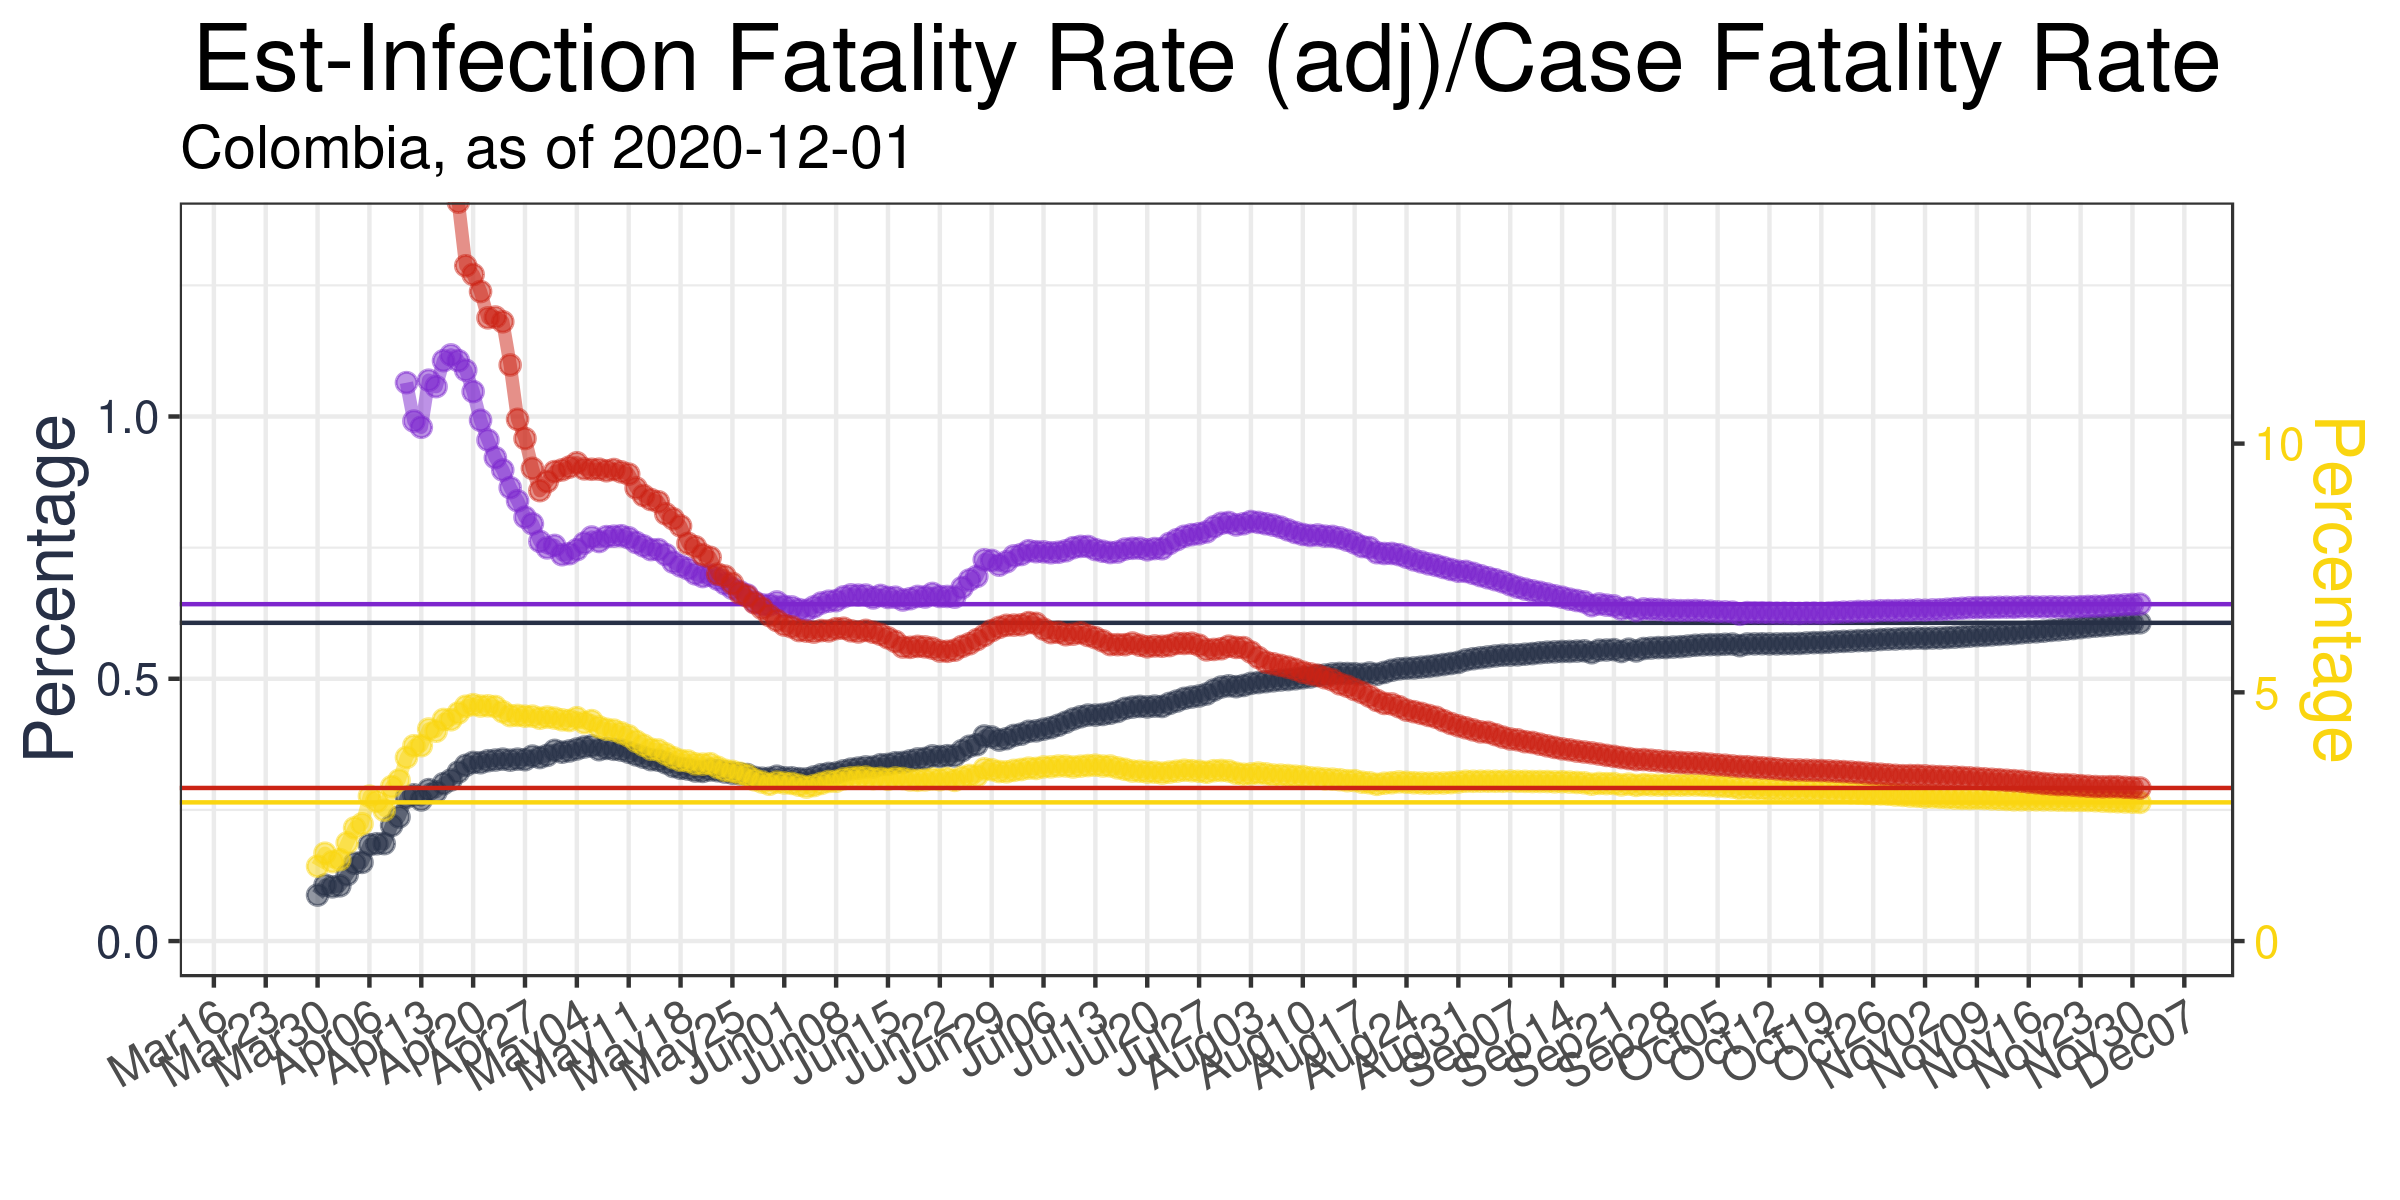 Est-Infection Fatality Rate (adj)/Case Fatality Rate
Colombia, as of 2020-12-01
Percentage
1.0
0.5
0.0
Percentage
10
5
0
Mar16
Mar23
Mar30
Apr06
Apr13
Apr20
Apr27
May04
May11
May18
May25
Jun01
Jun08
Jun15
Jun22
Jun29
Jul06
Jul13
Jul20
Jul27
Aug03
Aug10
Aug17
Aug24
Aug31
Sep07
Sep14
Sep21
Sep28
Oct05
Oct12
Oct19
Oct26
Nov02
Nov09
Nov16
Nov23
Nov30
Dec07